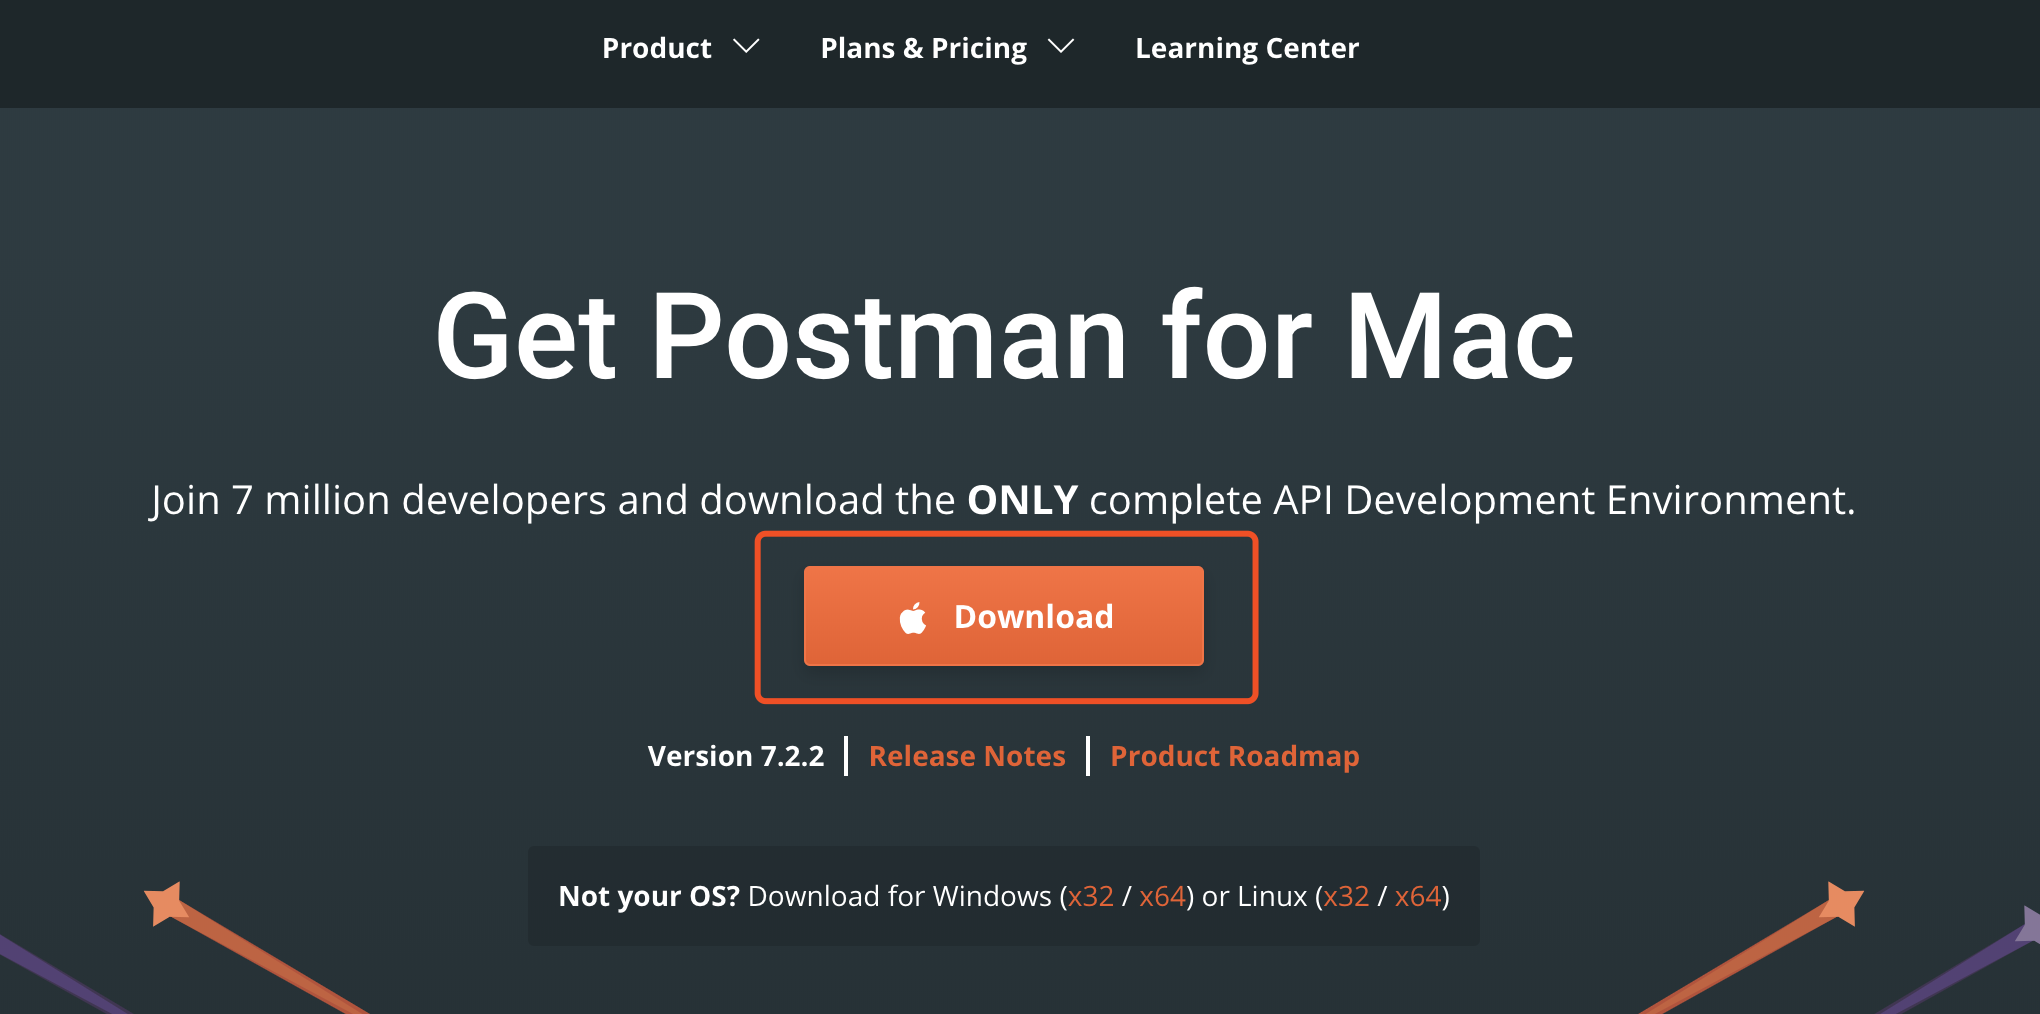 Product Plans & Pricing Learning Center
Get Postman for Mac
Join 7 million developers and download the ONLY complete API Development Environment.
Download
Version 7.2.2 | Release Notes | Product Roadmap
Not your OS? Download for Windows (x32 / x64) or Linux (x32 / x64)